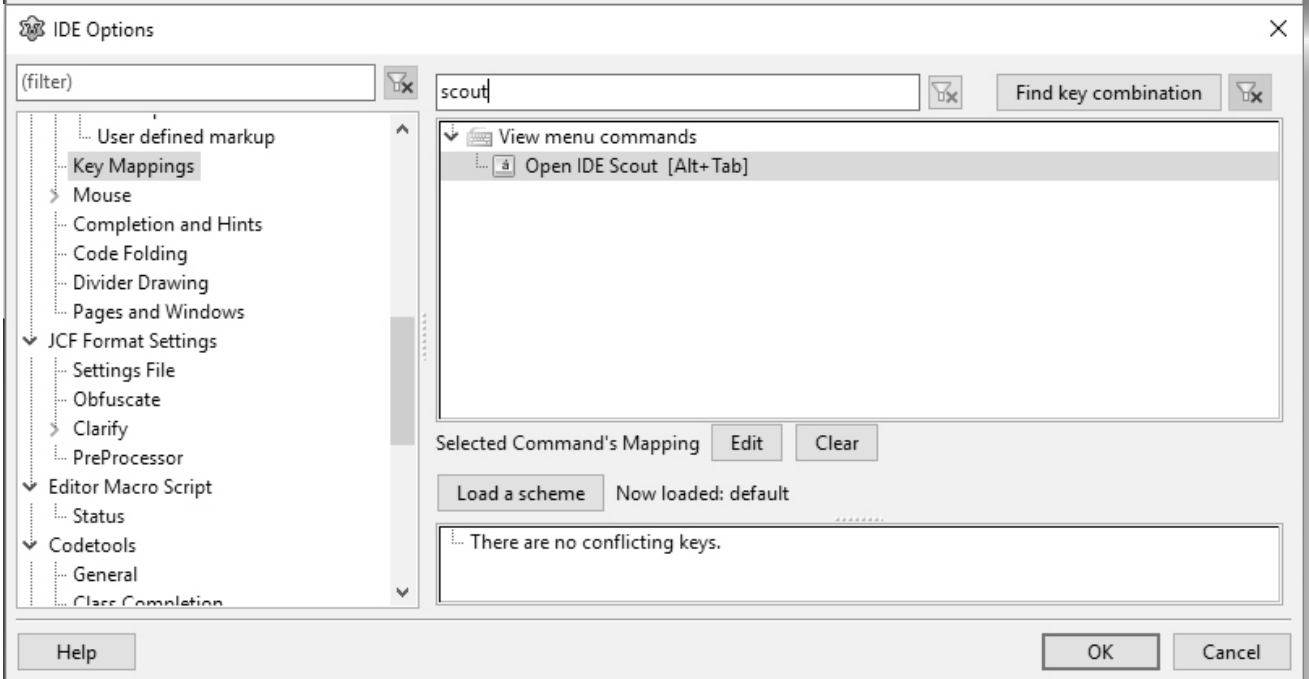 IDE Options
(filter)
User defined markup
Key Mappings
Mouse
Completion and Hints
Code Folding
Divider Drawing
Pages and Windows
JCF Format Settings
Settings File
Obfuscate
Clarify
PreProcessor
Editor Macro Script
Status
Codetools
General
Class Completion
scout
Find key combination
View menu commands
Open IDE Scout [Alt+Tab]
Selected Command's Mapping Edit Clear
Load a scheme Now loaded: default
There are no conflicting keys.
Help
OK
Cancel